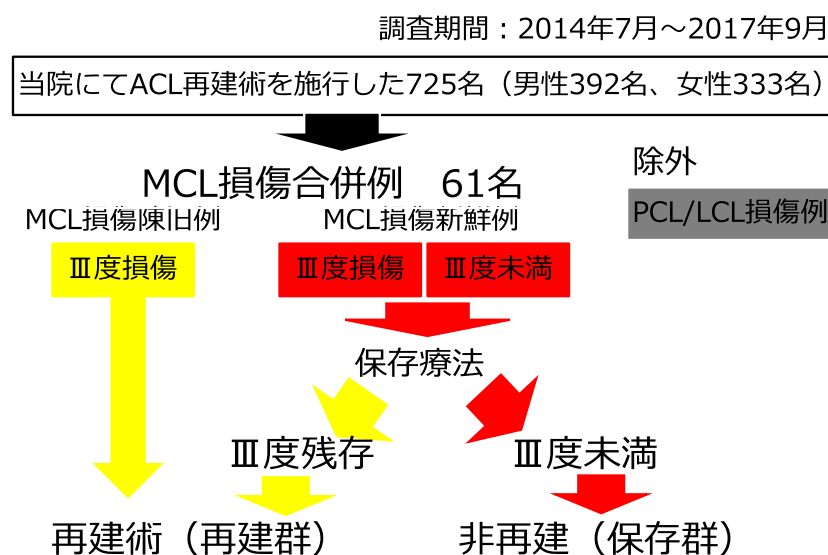 調査期間：2014年7月～2017年9月
当院にてACL再建術を施行した725名（男性392名、女性333名）
MCL損傷合併例　61名
除外
PCL/LCL損傷例
MCL損傷陳旧例
MCL損傷新鮮例
Ⅲ度損傷
Ⅲ度損傷
Ⅲ度未満
保存療法
Ⅲ度残存
Ⅲ度未満
再建術（再建群）
非再建（保存群）